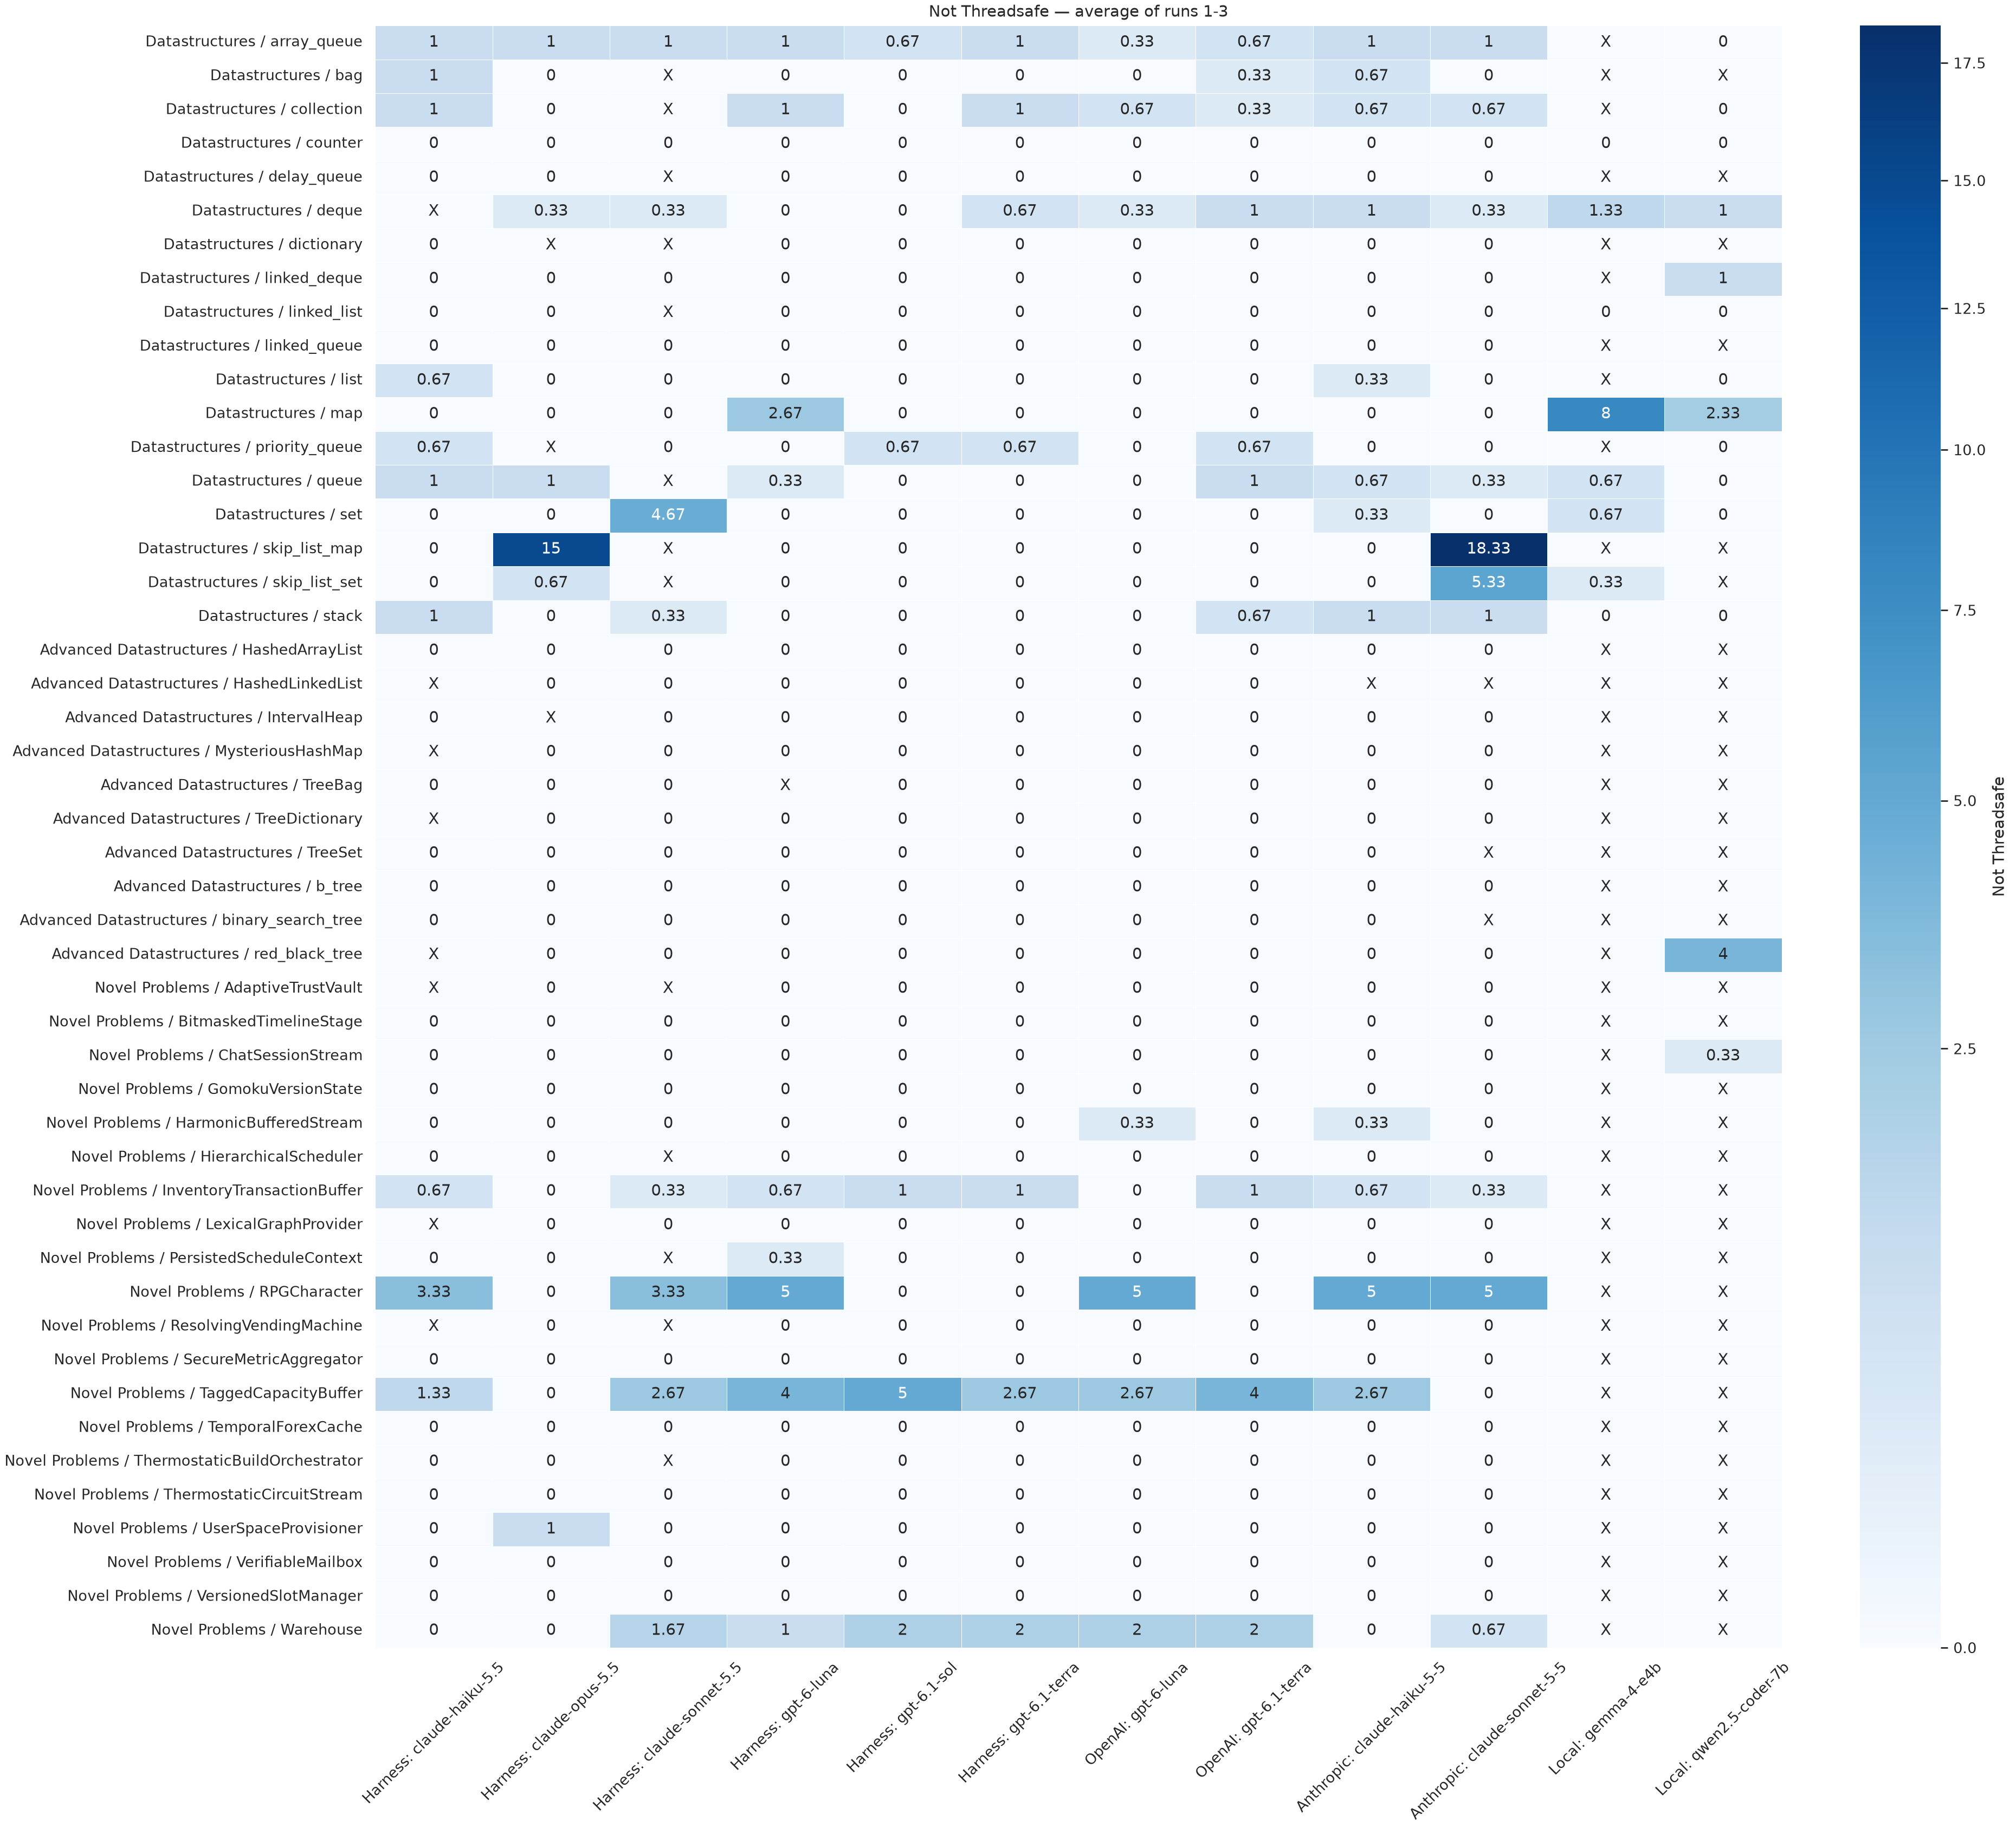 Not Threadsafe — average of runs 1-3
Datastructures / array_queue 1 1 1 1 0.67 1 0.33 0.67 1 1 X 0
Datastructures / bag 1 0 X 0 0 0 0 0.33 0.67 0 X X
Datastructures / collection 1 0 X 1 0 1 0.67 0.33 0.67 0.67 X 0
Datastructures / counter 0 0 0 0 0 0 0 0 0 0 0 0
Datastructures / delay_queue 0 0 X 0 0 0 0 0 0 0 X X
Datastructures / deque X 0.33 0.33 0 0 0.67 0.33 1 1 0.33 1.33 1
Datastructures / dictionary 0 X X 0 0 0 0 0 0 0 X X
Datastructures / linked_deque 0 0 0 0 0 0 0 0 0 0 X 1
Datastructures / linked_list 0 0 X 0 0 0 0 0 0 0 0 0
Datastructures / linked_queue 0 0 0 0 0 0 0 0 0 0 X X
Datastructures / list 0.67 0 0 0 0 0 0 0 0.33 0 X 0
Datastructures / map 0 0 0 2.67 0 0 0 0 0 0 8 2.33
Datastructures / priority_queue 0.67 X 0 0 0.67 0.67 0 0.67 0 0 X 0
Datastructures / queue 1 1 X 0.33 0 0 0 1 0.67 0.33 0.67 0
Datastructures / set 0 0 4.67 0 0 0 0 0 0.33 0 0.67 0
Datastructures / skip_list_map 0 15 X 0 0 0 0 0 0 18.33 X X
Datastructures / skip_list_set 0 0.67 X 0 0 0 0 0 0 5.33 0.33 X
Datastructures / stack 1 0 0.33 0 0 0 0 0.67 1 1 0 0
Advanced Datastructures / HashedArrayList 0 0 0 0 0 0 0 0 0 0 X X
Advanced Datastructures / HashedLinkedList X 0 0 0 0 0 0 0 X X X X
Advanced Datastructures / IntervalHeap 0 X 0 0 0 0 0 0 0 0 X X
Advanced Datastructures / MysteriousHashMap X 0 0 0 0 0 0 0 0 0 X X
Advanced Datastructures / TreeBag 0 0 0 X 0 0 0 0 0 0 X X
Advanced Datastructures / TreeDictionary X 0 0 0 0 0 0 0 0 0 X X
Advanced Datastructures / TreeSet 0 0 0 0 0 0 0 0 0 X X X
Advanced Datastructures / b_tree 0 0 0 0 0 0 0 0 0 0 X X
Advanced Datastructures / binary_search_tree 0 0 0 0 0 0 0 0 0 X X X
Advanced Datastructures / red_black_tree X 0 0 0 0 0 0 0 0 0 X 4
Novel Problems / AdaptiveTrustVault X 0 X 0 0 0 0 0 0 0 X X
Novel Problems / BitmaskedTimelineStage 0 0 0 0 0 0 0 0 0 0 X X
Novel Problems / ChatSessionStream 0 0 0 0 0 0 0 0 0 0 X 0.33
Novel Problems / GomokuVersionState 0 0 0 0 0 0 0 0 0 0 X X
Novel Problems / HarmonicBufferedStream 0 0 0 0 0 0 0.33 0 0.33 0 X X
Novel Problems / HierarchicalScheduler 0 0 X 0 0 0 0 0 0 0 X X
Novel Problems / InventoryTransactionBuffer 0.67 0 0.33 0.67 1 1 0 1 0.67 0.33 X X
Novel Problems / LexicalGraphProvider X 0 0 0 0 0 0 0 0 0 X X
Novel Problems / PersistedScheduleContext 0 0 X 0.33 0 0 0 0 0 0 X X
Novel Problems / RPGCharacter 3.33 0 3.33 5 0 0 5 0 5 5 X X
Novel Problems / ResolvingVendingMachine X 0 X 0 0 0 0 0 0 0 X X
Novel Problems / SecureMetricAggregator 0 0 0 0 0 0 0 0 0 0 X X
Novel Problems / TaggedCapacityBuffer 1.33 0 2.67 4 5 2.67 2.67 4 2.67 0 X X
Novel Problems / TemporalForexCache 0 0 0 0 0 0 0 0 0 0 X X
Novel Problems / ThermostaticBuildOrchestrator 0 0 X 0 0 0 0 0 0 0 X X
Novel Problems / ThermostaticCircuitStream 0 0 0 0 0 0 0 0 0 0 X X
Novel Problems / UserSpaceProvisioner 0 1 0 0 0 0 0 0 0 0 X X
Novel Problems / VerifiableMailbox 0 0 0 0 0 0 0 0 0 0 X X
Novel Problems / VersionedSlotManager 0 0 0 0 0 0 0 0 0 0 X X
Novel Problems / Warehouse 0 0 1.67 1 2 2 2 2 0 0.67 X X
Harness: claude-haiku-5.5
Harness: claude-opus-5.5
Harness: claude-sonnet-5.5
Harness: gpt-6-luna
Harness: gpt-6.1-sol
Harness: gpt-6.1-terra
OpenAI: gpt-6-luna
OpenAI: gpt-6.1-terra
Anthropic: claude-haiku-5-5
Anthropic: claude-sonnet-5-5
Local: gemma-4-e4b
Local: qwen2.5-coder-7b
17.5
15.0
12.5
10.0
7.5
5.0
2.5
0.0
Not Threadsafe